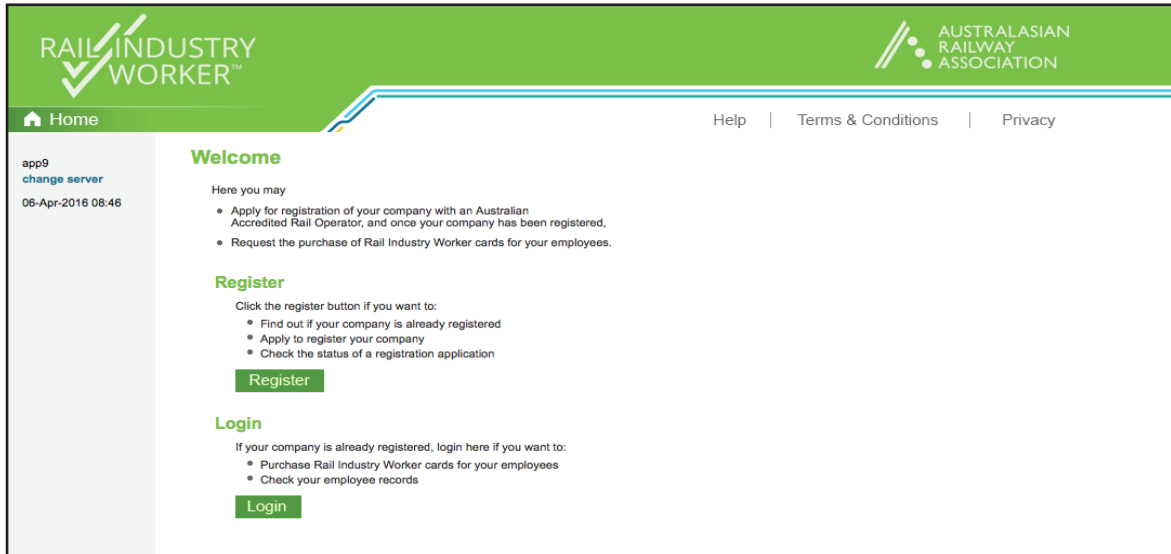 RAIL INDUSTRY
WORKER™
AUSTRALASIAN
RAILWAY
ASSOCIATION
Home
Help | Terms & Conditions | Privacy
app9
change server
06-Apr-2016 08:46
Welcome
Here you may
• Apply for registration of your company with an Australian
Accredited Rail Operator, and once your company has been registered,
• Request the purchase of Rail Industry Worker cards for your employees.
Register
Click the register button if you want to:
• Find out if your company is already registered
• Apply to register your company
• Check the status of a registration application
Register
Login
If your company is already registered, login here if you want to:
• Purchase Rail Industry Worker cards for your employees
• Check your employee records
Login